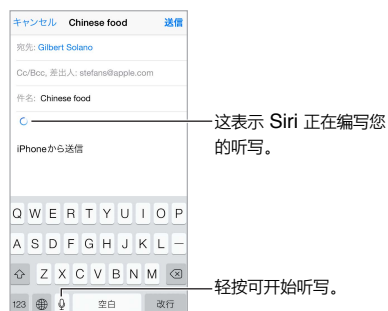 キャンセル Chinese food 送信
宛先: Gilbert Solano
Cc/Bcc, 差出人: stefans@apple.com
件名: Chinese food
iPhoneから送信
这表示 Siri 正在编写您
的听写。
Q W E R T Y U I O P
A S D F G H J K L ー
Z X C V B N M
轻按可开始听写。
123 空白 改行